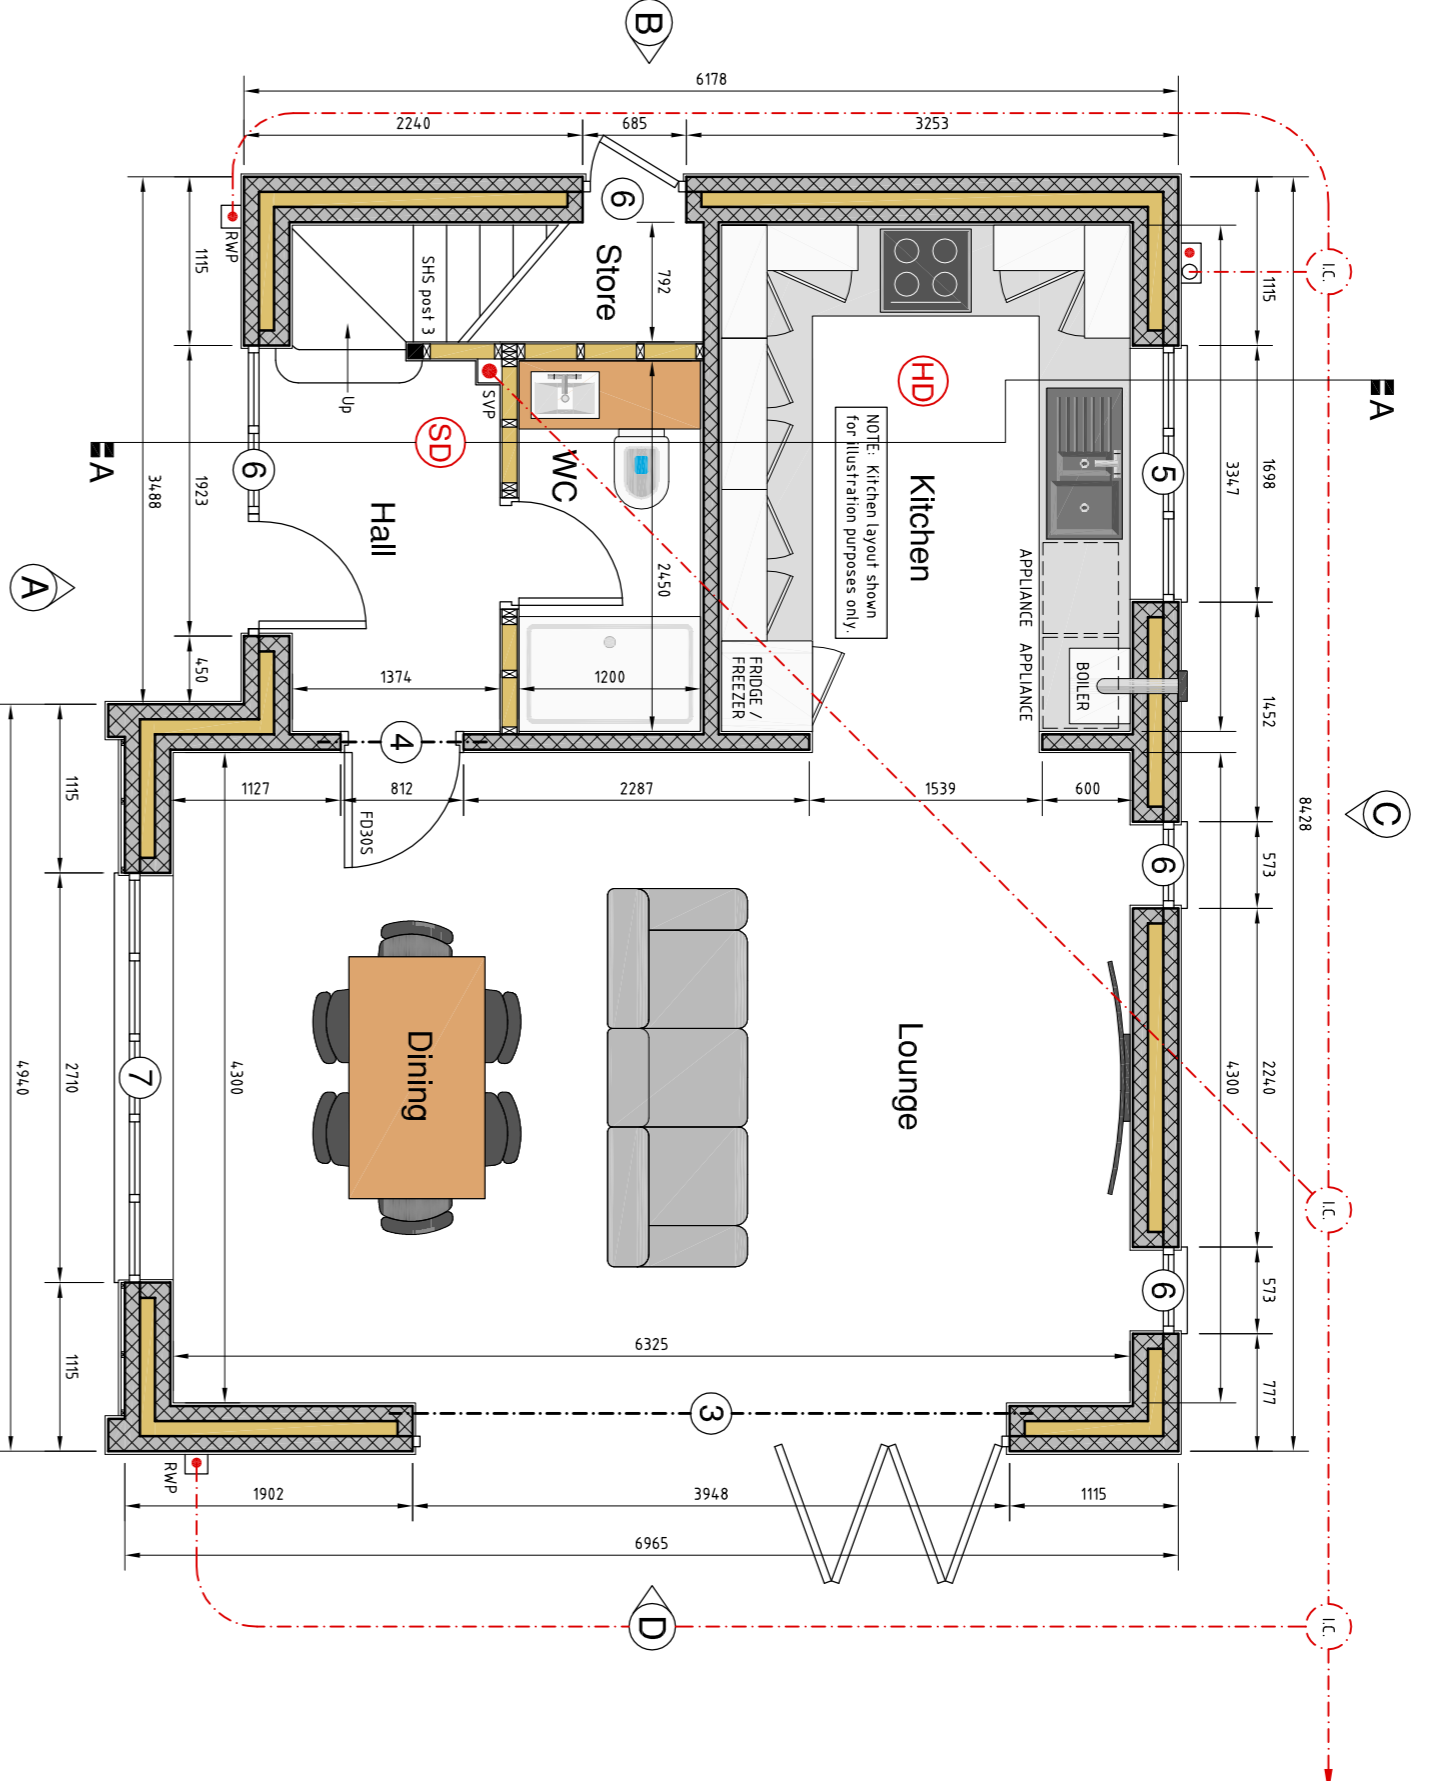 B
6178
2240
685
3253
RWP
1115
1923
3488
450
6
Store
792
SHS post 3
Up
SVP
SD
WC
Hall
6
A
A
1374
1200
2450
HD
NOTE: Kitchen layout shown
for illustration purposes only.
Kitchen
APPLIANCE
APPLIANCE
BOILER
FRIDGE /
FREEZER
5
I.C.
1115
1698
3347
1452
A
C
8428
573
6
2240
4300
573
6
777
4
1127
812
2287
1539
600
FD30S
1115
2710
4940
1115
7
4300
Dining
Lounge
6325
3
I.C.
I.C.
RWP
1902
3948
1115
6965
D